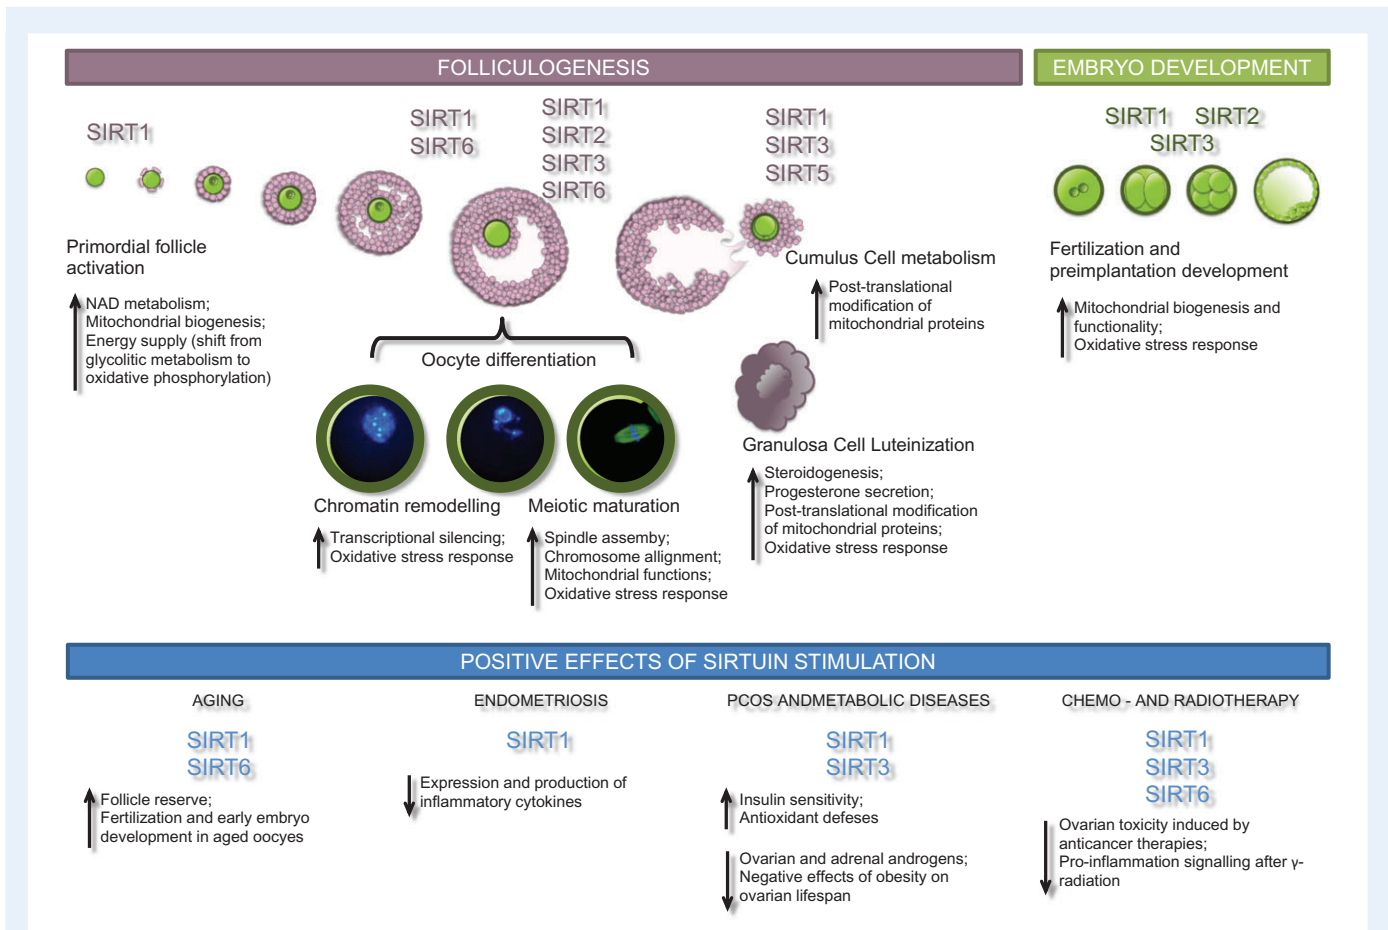 FOLLICULOGENESIS
EMBRYO DEVELOPMENT
SIRT1
SIRT1
SIRT6
SIRT1
SIRT2
SIRT3
SIRT6
SIRT1
SIRT3
SIRT5
SIRT1 SIRT2
SIRT3
Primordial follicle
activation
NAD metabolism;
Mitochondrial biogenesis;
Energy supply (shift from
glycolitic metabolism to
oxidative phosphorylation)
Oocyte differentiation
Chromatin remodelling
Transcriptional silencing;
Oxidative stress response
Meiotic maturation
Spindle assemby;
Chromosome allignment;
Mitochondrial functions;
Oxidative stress response
Cumulus Cell metabolism
Post-translational
modification of
mitochondrial proteins
Granulosa Cell Luteinization
Steroidogenesis;
Progesterone secretion;
Post-translational modification
of mitochondrial proteins;
Oxidative stress response
Fertilization and
preimplantation development
Mitochondrial biogenesis and
functionality;
Oxidative stress response
POSITIVE EFFECTS OF SIRTUIN STIMULATION
AGING
SIRT1
SIRT6
Follicle reserve;
Fertilization and early embryo
development in aged oocyes
ENDOMETRIOSIS
SIRT1
Expression and production of
inflammatory cytokines
PCOS ANDMETABOLIC DISEASES
SIRT1
SIRT3
Insulin sensitivity;
Antioxidant defeses
Ovarian and adrenal androgens;
Negative effects of obesity on
ovarian lifespan
CHEMO - AND RADIOTHERAPY
SIRT1
SIRT3
SIRT6
Ovarian toxicity induced by
anticancer therapies;
Pro-inflammation signalling after γ-
radiation